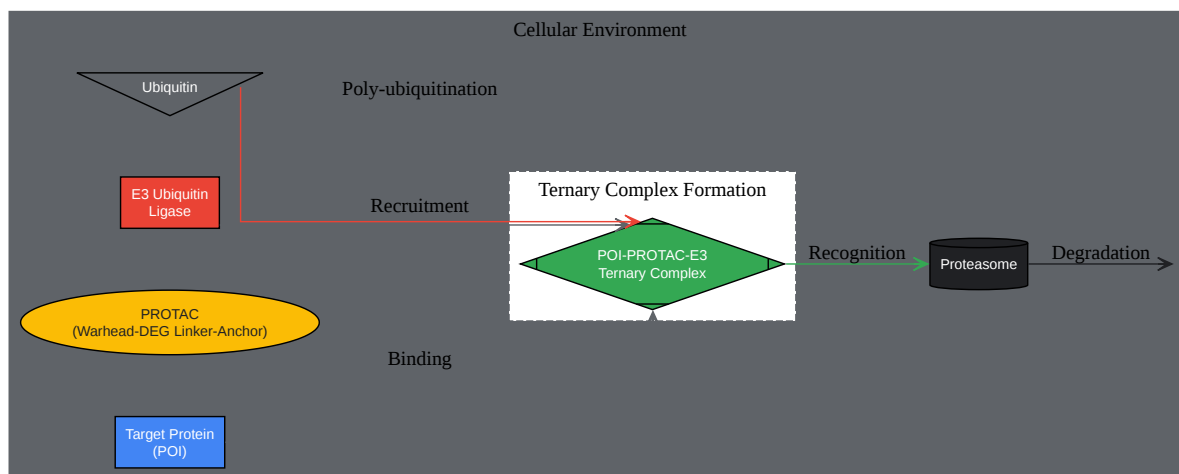 Cellular Environment
Ubiquitin
Poly-ubiquitination
E3 Ubiquitin
Ligase
Recruitment
Ternary Complex Formation
POI-PROTAC-E3
Ternary Complex
Recognition
Proteasome
Degradation
PROTAC
(Warhead-DEG Linker-Anchor)
Binding
Target Protein
(POI)